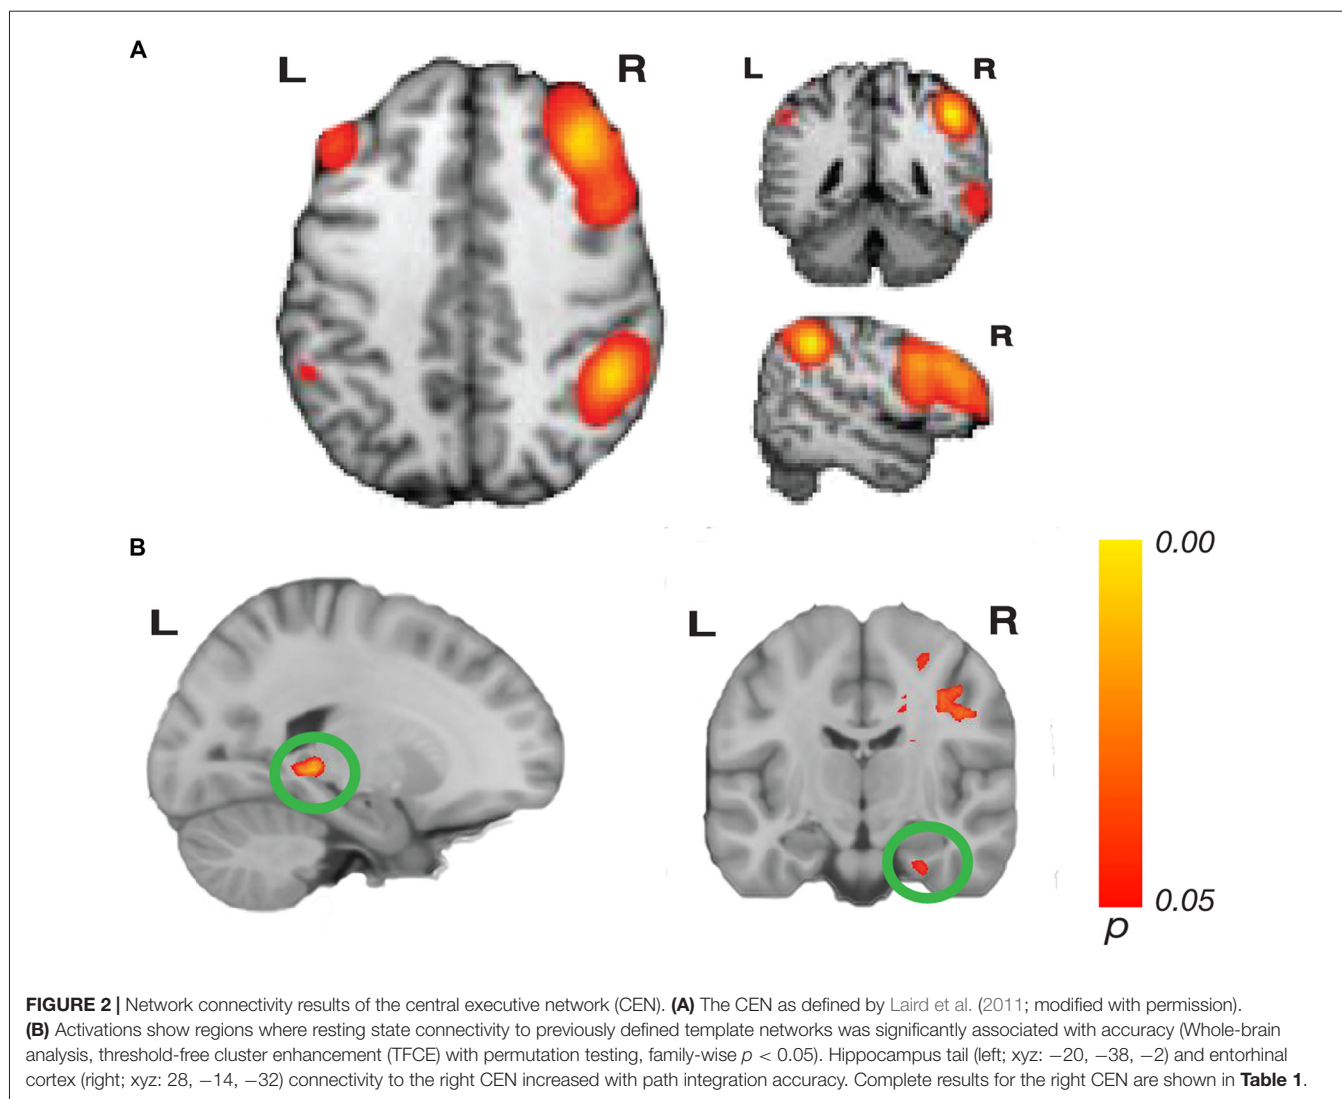 A
L
R
L
R
R
B
L
L
R
0.00
0.05
p
FIGURE 2 | Network connectivity results of the central executive network (CEN). (A) The CEN as defined by Laird et al. (2011; modified with permission).
(B) Activations show regions where resting state connectivity to previously defined template networks was significantly associated with accuracy (Whole-brain
analysis, threshold-free cluster enhancement (TFCE) with permutation testing, family-wise p < 0.05). Hippocampus tail (left; xyz: −20, −38, −2) and entorhinal
cortex (right; xyz: 28, −14, −32) connectivity to the right CEN increased with path integration accuracy. Complete results for the right CEN are shown in Table 1.